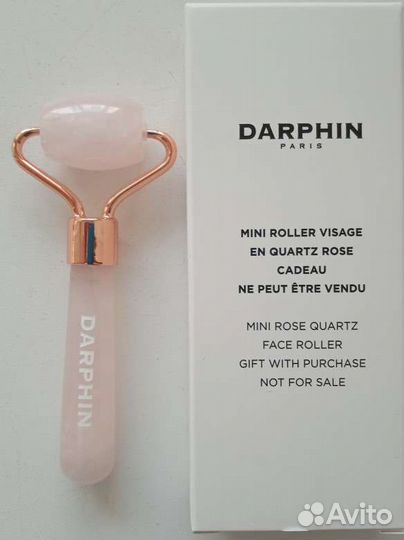 DARPHIN
DARPHIN
PARIS
MINI ROLLER VISAGE
EN QUARTZ ROSE
CADEAU
NE PEUT ÊTRE VENDU
MINI ROSE QUARTZ
FACE ROLLER
GIFT WITH PURCHASE
NOT FOR SALE
Avito